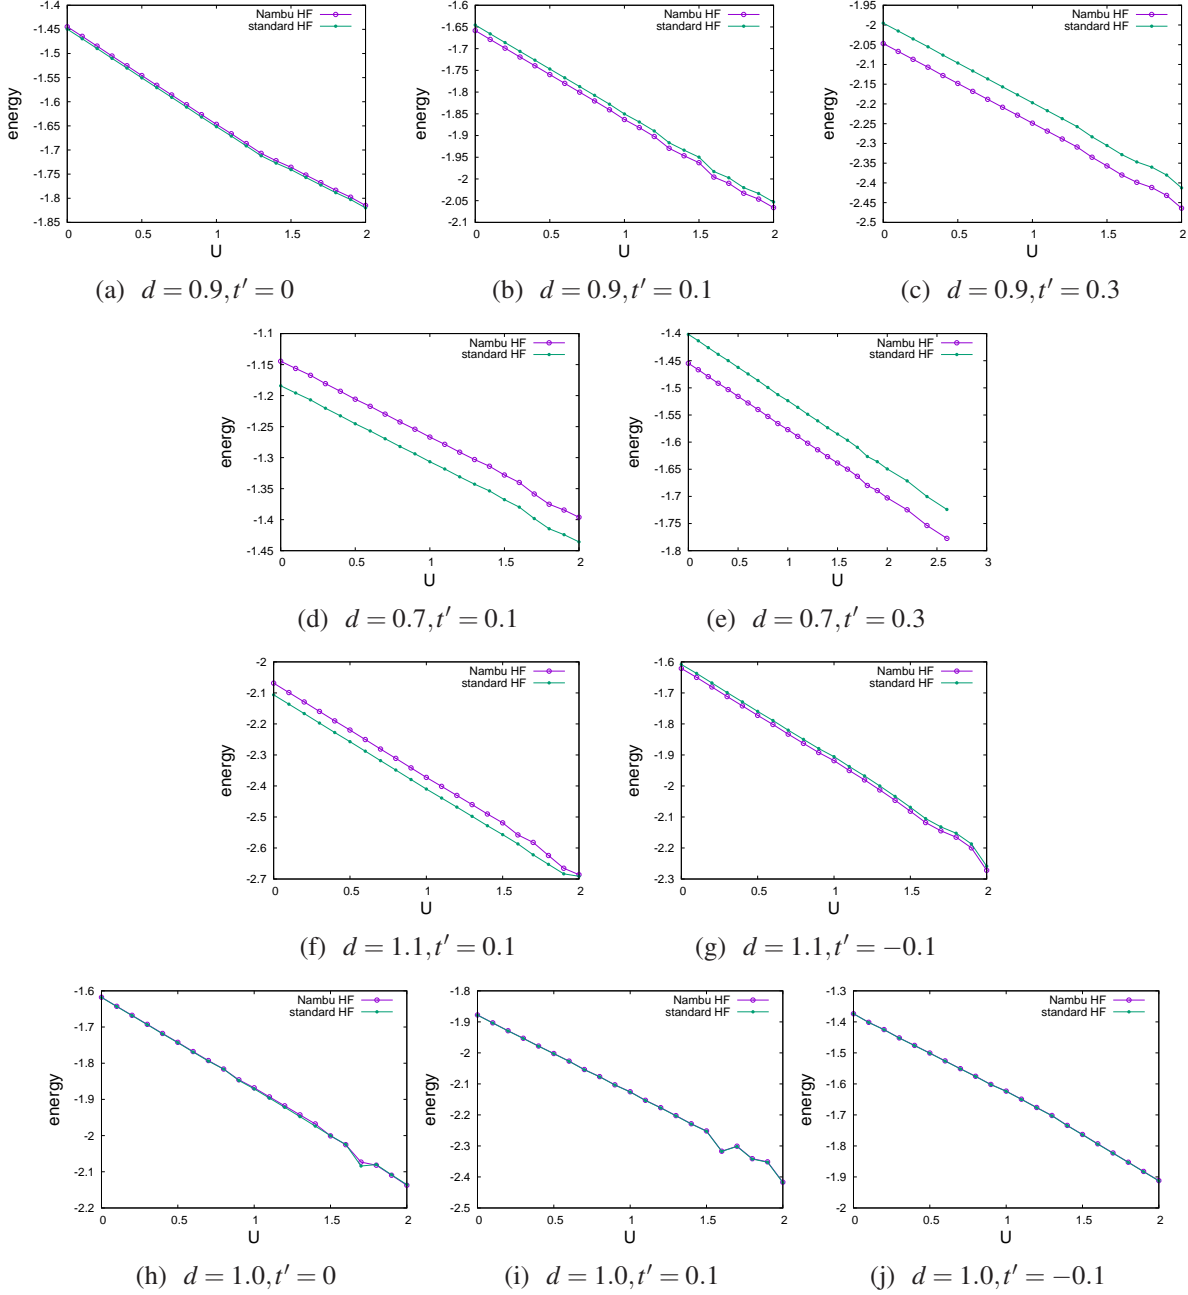 -1.4
-1.45
-1.5
-1.55
-1.6
-1.65
-1.7
-1.75
-1.8
-1.85
energy
0 0.5 1 1.5 2
U
Nambu HF
standard HF
(a) d = 0.9, t′ = 0
-1.6
-1.65
-1.7
-1.75
-1.8
-1.85
-1.9
-1.95
-2
-2.05
-2.1
energy
0 0.5 1 1.5 2
U
Nambu HF
standard HF
(b) d = 0.9, t′ = 0.1
-1.95
-2
-2.05
-2.1
-2.15
-2.2
-2.25
-2.3
-2.35
-2.4
-2.45
-2.5
energy
0 0.5 1 1.5 2
U
Nambu HF
standard HF
(c) d = 0.9, t′ = 0.3
-1.1
-1.15
-1.2
-1.25
-1.3
-1.35
-1.4
-1.45
energy
0 0.5 1 1.5 2
U
Nambu HF
standard HF
(d) d = 0.7, t′ = 0.1
-1.4
-1.45
-1.5
-1.55
-1.6
-1.65
-1.7
-1.75
-1.8
energy
0 0.5 1 1.5 2 2.5 3
U
Nambu HF
standard HF
(e) d = 0.7, t′ = 0.3
-2
-2.1
-2.2
-2.3
-2.4
-2.5
-2.6
-2.7
energy
0 0.5 1 1.5 2
U
Nambu HF
standard HF
(f) d = 1.1, t′ = 0.1
-1.6
-1.7
-1.8
-1.9
-2
-2.1
-2.2
-2.3
energy
0 0.5 1 1.5 2
U
Nambu HF
standard HF
(g) d = 1.1, t′ = −0.1
-1.6
-1.7
-1.8
-1.9
-2
-2.1
-2.2
energy
0 0.5 1 1.5 2
U
Nambu HF
standard HF
(h) d = 1.0, t′ = 0
-1.8
-1.9
-2
-2.1
-2.2
-2.3
-2.4
-2.5
energy
0 0.5 1 1.5 2
U
Nambu HF
standard HF
(i) d = 1.0, t′ = 0.1
-1.3
-1.4
-1.5
-1.6
-1.7
-1.8
-1.9
-2
energy
0 0.5 1 1.5 2
U
Nambu HF
standard HF
(j) d = 1.0, t′ = −0.1